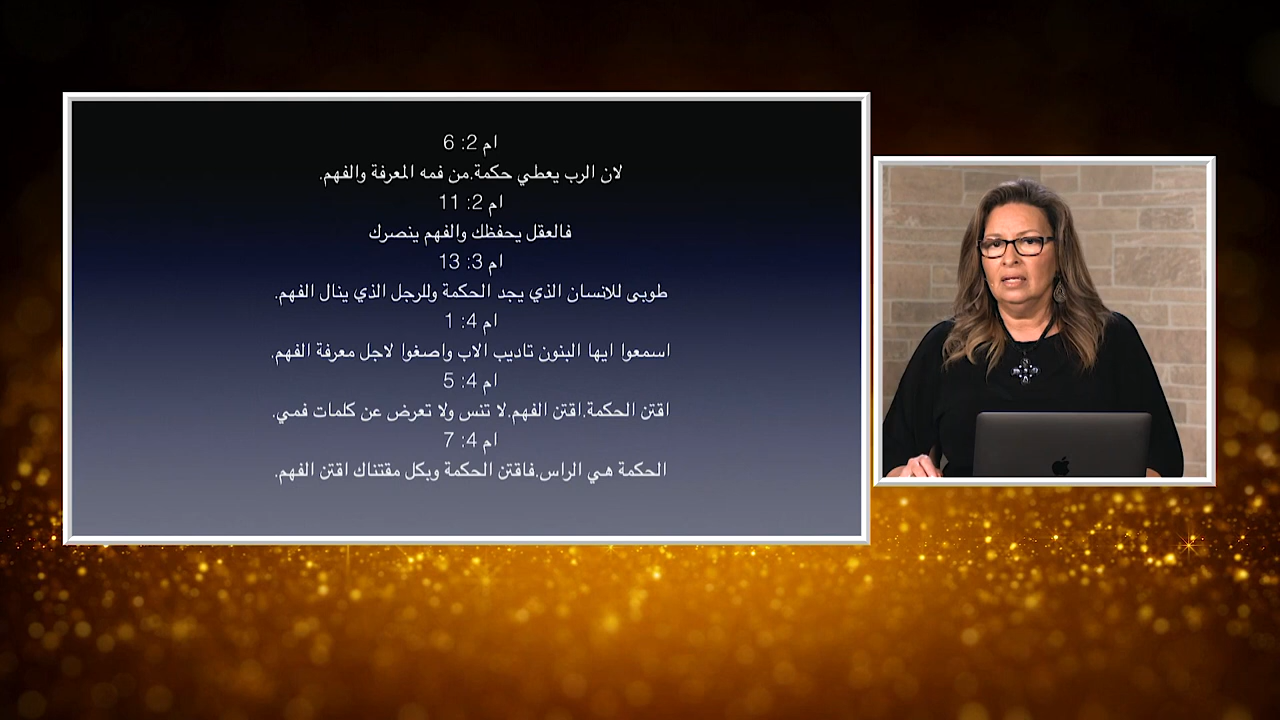 ام 2: 6
لان الرب يعطي حكمة.من فمه المعرفة والفهم.
ام 2: 11
فالعقل يحفظك والفهم ينصرك
ام 3: 13
طوبى للانسان الذي يجد الحكمة وللرجل الذي ينال الفهم.
ام 4: 1
اسمعوا ايها البنون تاديب الاب واصغوا لاجل معرفة الفهم.
ام 4: 5
اقتن الحكمة.اقتن الفهم.لا تنس ولا تعرض عن كلمات فمي.
ام 4: 7
الحكمة هي الراس.فاقتن الحكمة وبكل مقتناك اقتن الفهم.